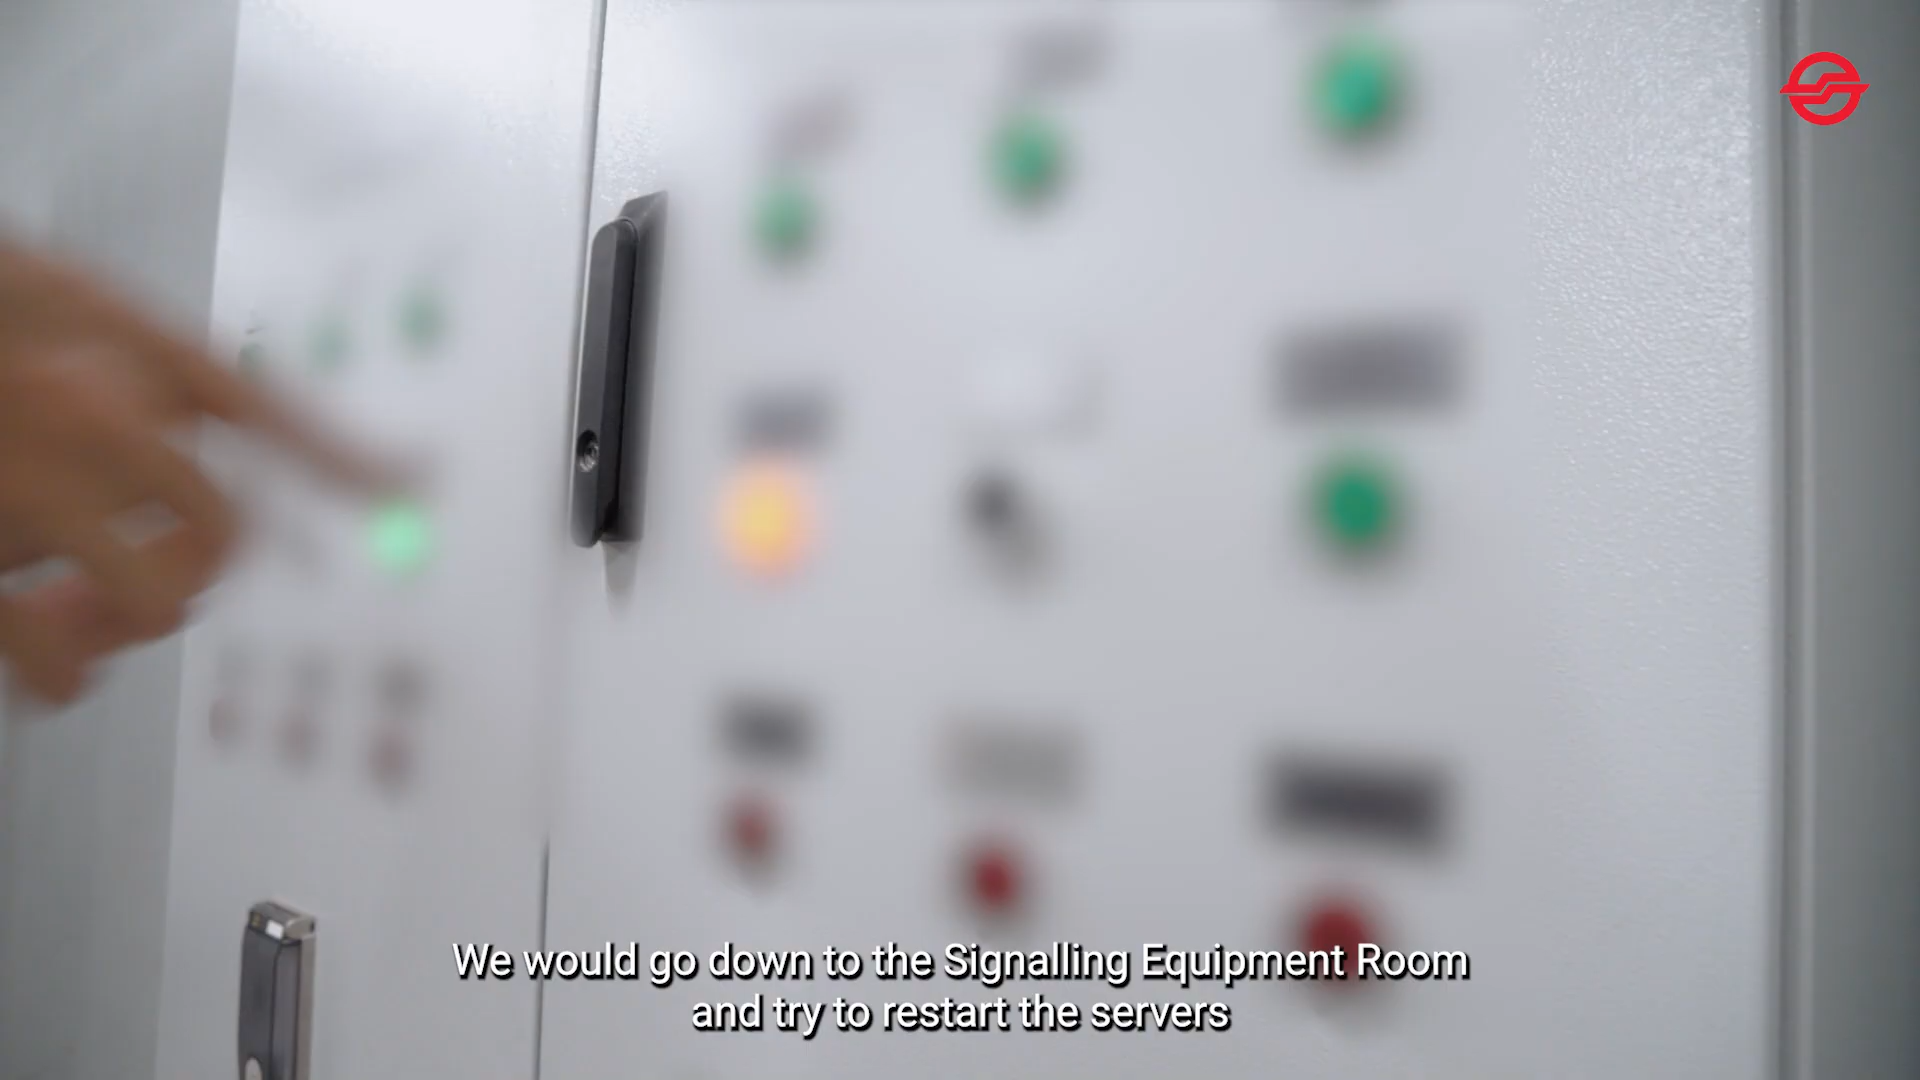 We would go down to the Signalling Equipment Room
and try to restart the servers